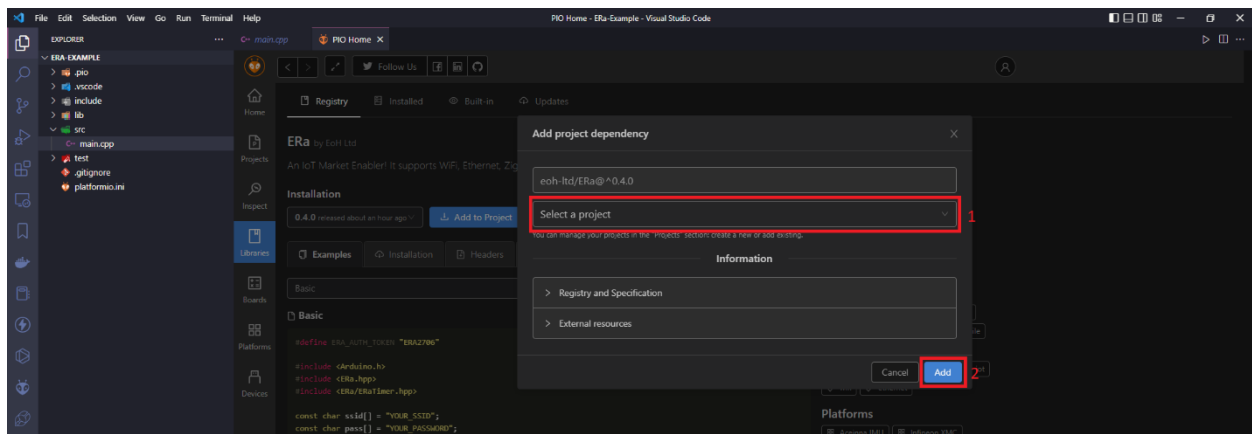 File Edit Selection View Go Run Terminal Help
PIO Home - ERa-Example - Visual Studio Code
EXPLORER
main.cpp
PIO Home
ERA-EXAMPLE
.pio
.vscode
include
lib
src
main.cpp
test
.gitignore
platformio.ini
Follow Us
Home
Projects
Inspect
Libraries
Boards
Platforms
Devices
Registry Installed Built-in Updates
ERa by EoH Ltd
An IoT Market Enabler! It supports WiFi, Ethernet,
Installation
0.4.0 released about an hour ago
Add to Project
Examples Installation Headers
Basic
Basic
#define ERA_AUTH_TOKEN "ERA2706"
#include <Arduino.h>
#include <ERa.hpp>
#include <ERa/ERaTimer.hpp>
const char ssid[] = "YOUR_SSID";
const char pass[] = "YOUR_PASSWORD";
Add project dependency
eoh-ltd/ERa@^0.4.0
Select a project
1
You can manage your projects in the "Projects" section: create a new or add existing.
Information
Registry and Specification
External resources
Cancel Add
2
Platforms
Aceinna IMU Infineon XMC